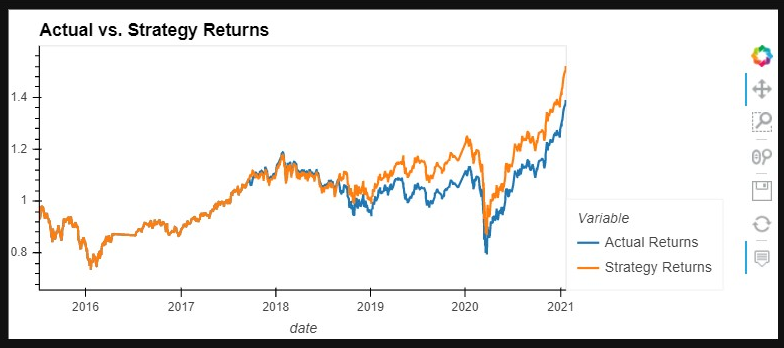 Actual vs. Strategy Returns
1.4
1.2
1
0.8
2016 2017 2018 2019 2020 2021
date
Variable
Actual Returns
Strategy Returns